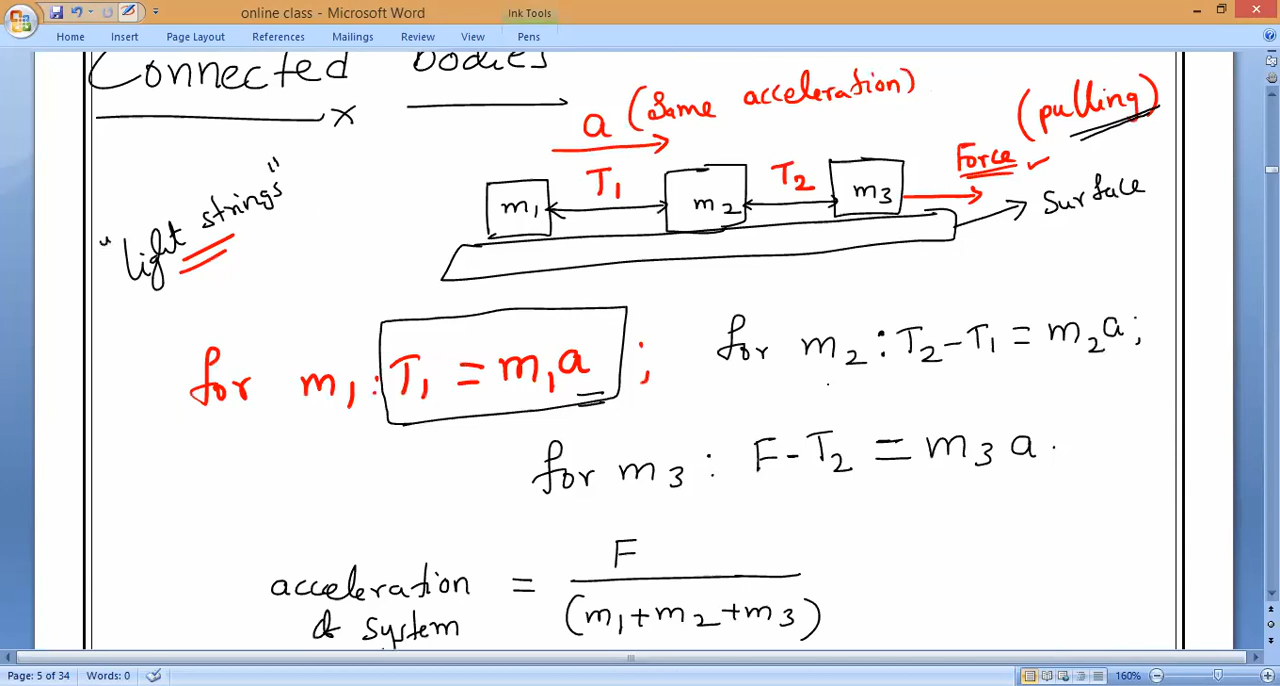 online class - Microsoft Word
Ink Tools
Home Insert Page Layout References Mailings Review View Pens
Connected bodies
a (Same acceleration)
(pulling)
Force
T1 T2
m1 m2 m3
Surface
"light strings"
for m1 : T1 = m1a ; for m2 : T2-T1 = m2a ;
for m3 : F-T2 = m3 a .
acceleration of system = F
(m1+m2+m3)
Page: 5 of 34 Words: 0 160%